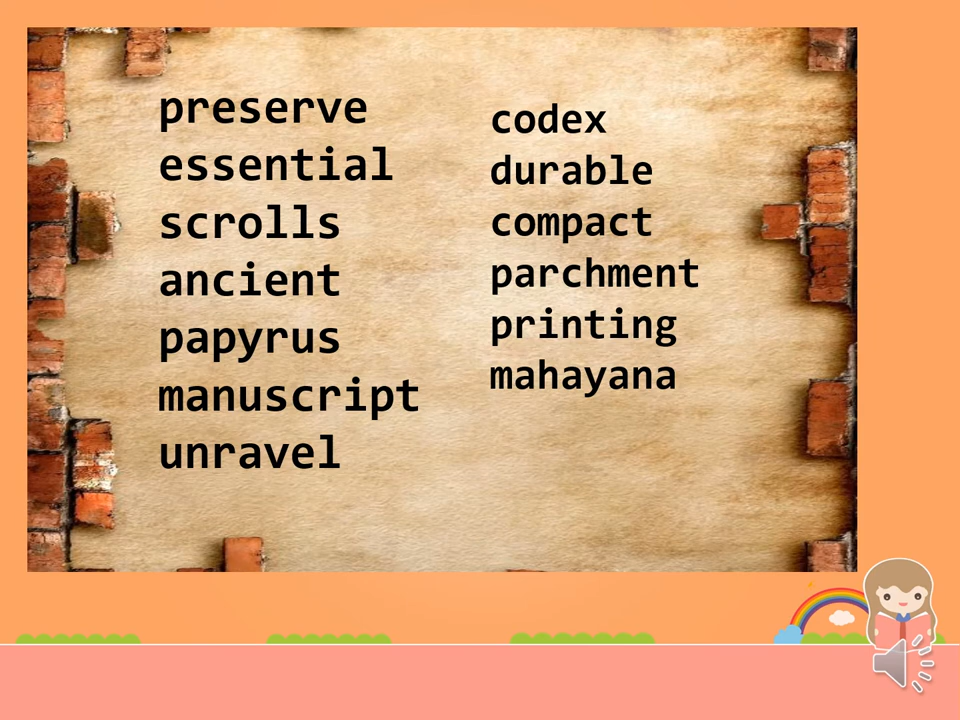 preserve
essential
scrolls
ancient
papyrus
manuscript
unravel
codex
durable
compact
parchment
printing
mahayana